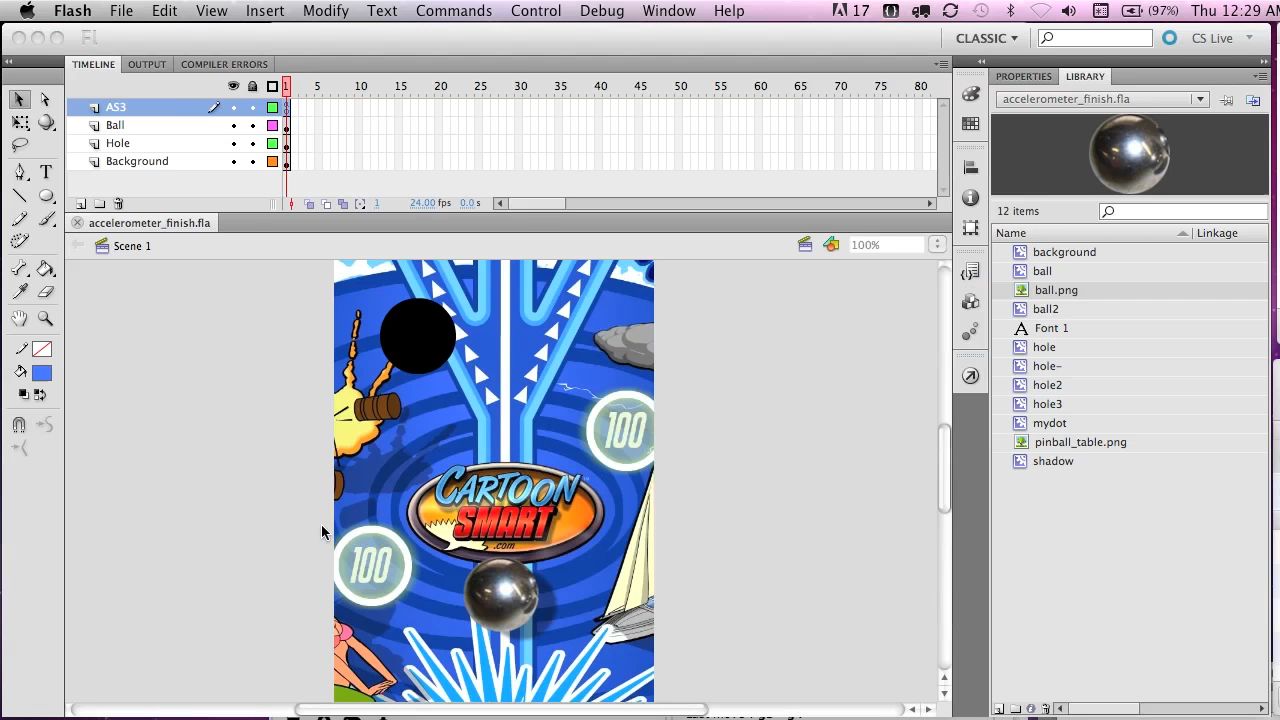 Flash File Edit View Insert Modify Text Commands Control Debug Window Help 17 (97%) Thu 12:29 AM
Fl CLASSIC CS Live
TIMELINE OUTPUT COMPILER ERRORS
1 5 10 15 20 25 30 35 40 45 50 55 60 65 70 75 80
AS3
Ball
Hole
Background
1 24.00 fps 0.0 s
accelerometer_finish.fla
Scene 1 100%
100
CARTOON
SMART
.com
100
PROPERTIES LIBRARY
accelerometer_finish.fla
12 items
Name Linkage
background
ball
ball.png
ball2
Font 1
hole
hole-
hole2
hole3
mydot
pinball_table.png
shadow